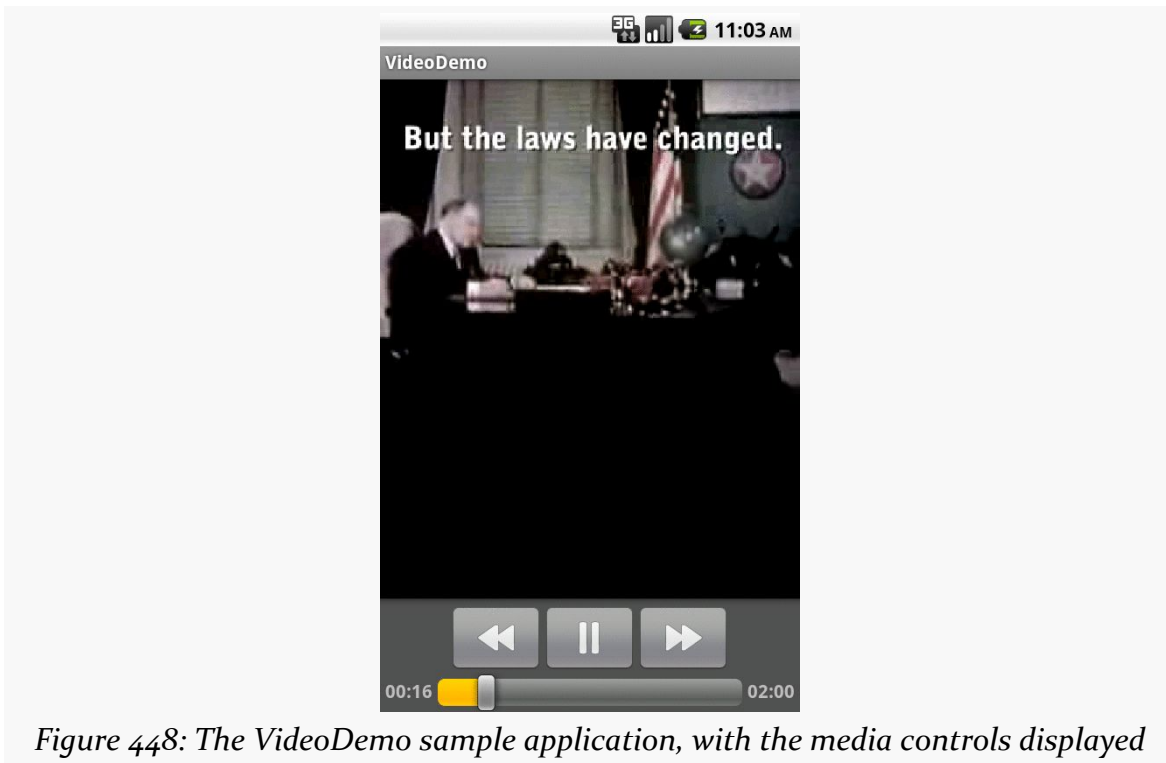 3G 11:03 AM
VideoDemo
But the laws have changed.
00:16 02:00
Figure 448: The VideoDemo sample application, with the media controls displayed